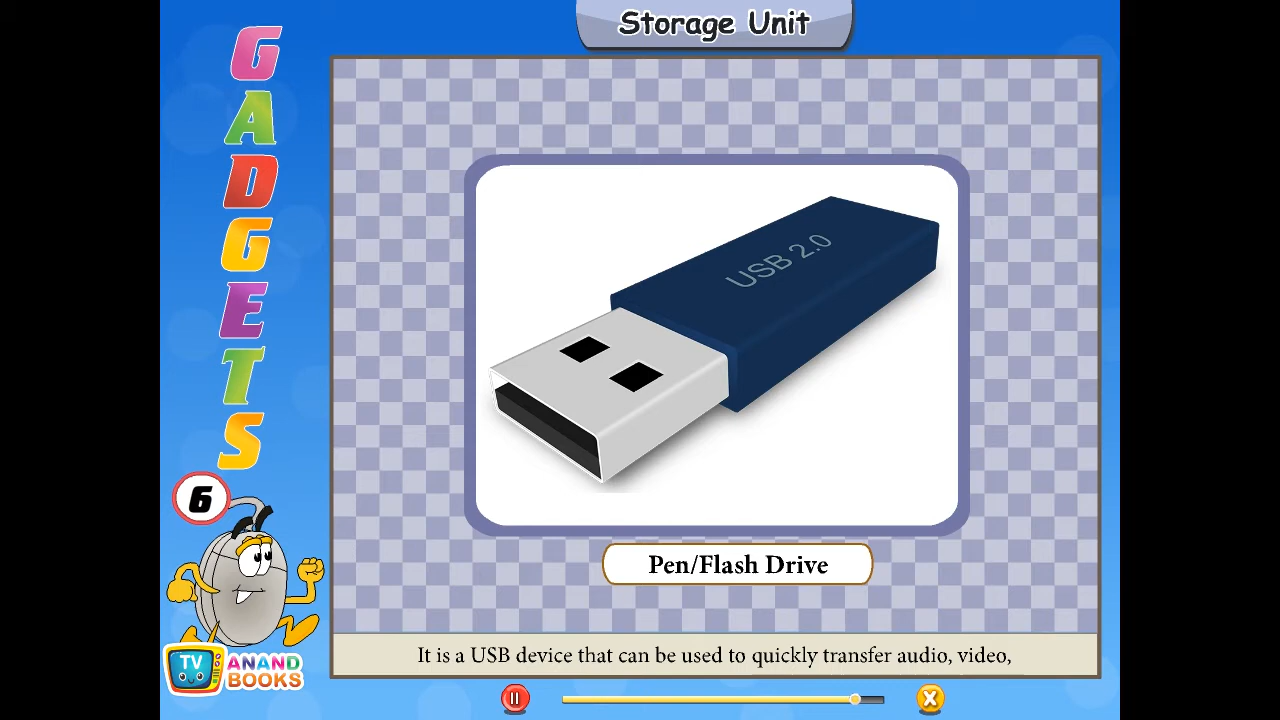 Storage Unit
GADGETS
6
USB 2.0
Pen/Flash Drive
It is a USB device that can be used to quickly transfer audio, video,
TV
ANAND
BOOKS
X